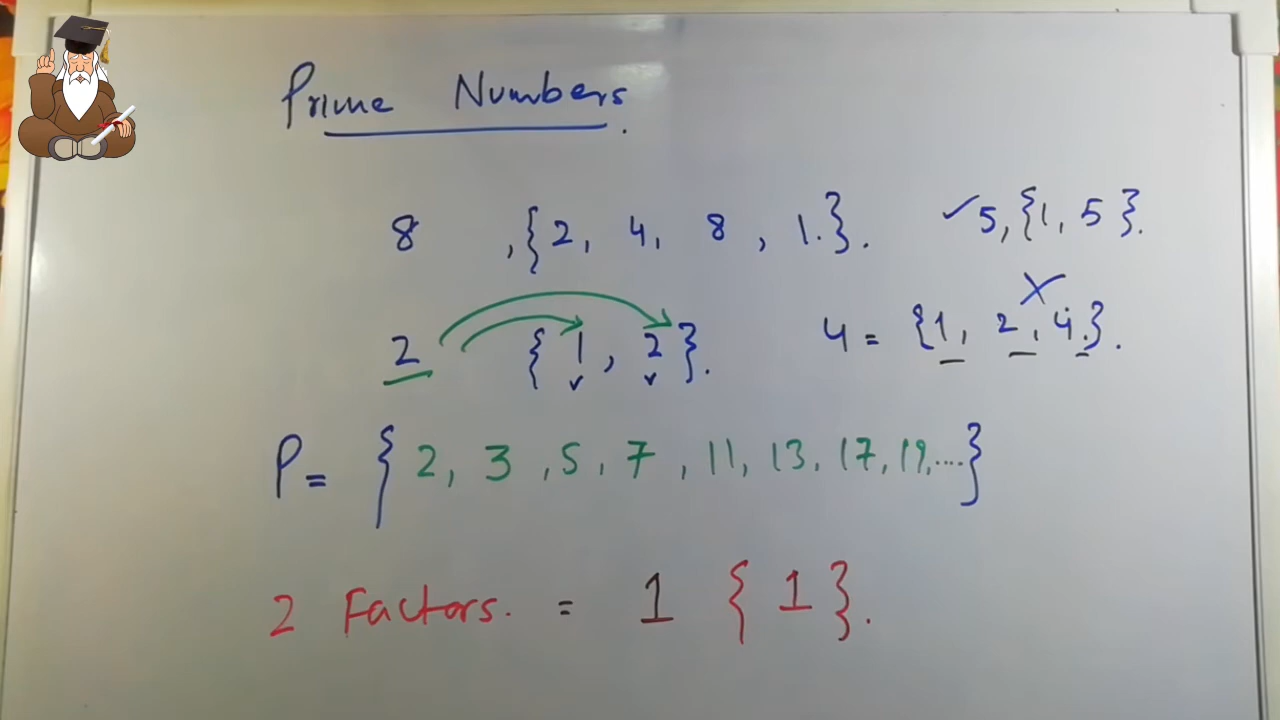 Prime Numbers.
8 , {2, 4, 8, 1.}. ✓5, {1, 5}.
2 {1, 2}. 4 = {1, 2, 4.}. X
P = {2, 3, 5, 7, 11, 13, 17, 19, ....}
2 Factors. = 1 {1}.